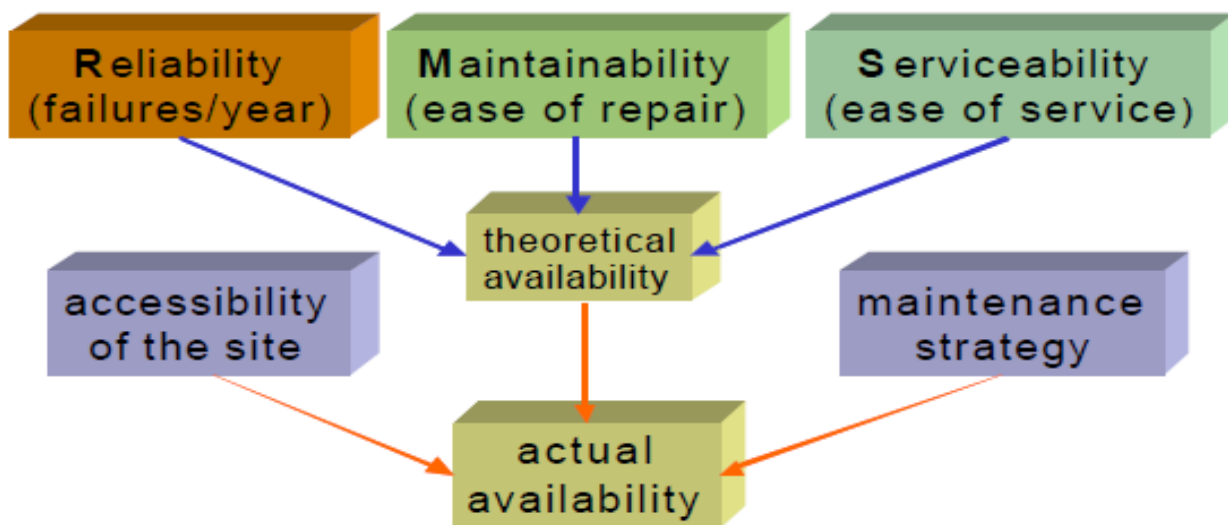 Reliability
(failures/year)
Maintainability
(ease of repair)
Serviceability
(ease of service)
theoretical
availability
accessibility
of the site
maintenance
strategy
actual
availability